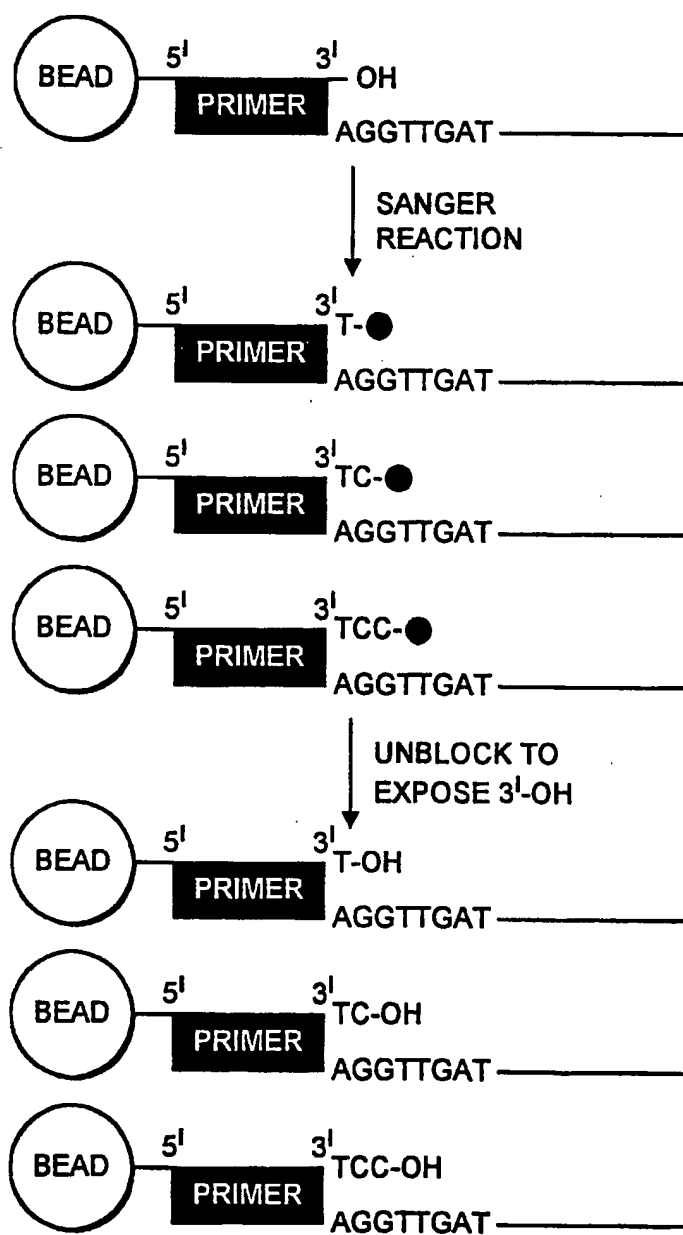 5' 3'
BEAD OH
PRIMER
AGGTTGAT
SANGER
REACTION
5' 3'
BEAD T-
PRIMER
AGGTTGAT
5' 3'
BEAD TC-
PRIMER
AGGTTGAT
5' 3'
BEAD TCC-
PRIMER
AGGTTGAT
UNBLOCK TO
EXPOSE 3'-OH
5' 3'
BEAD T-OH
PRIMER
AGGTTGAT
5' 3'
BEAD TC-OH
PRIMER
AGGTTGAT
5' 3'
BEAD TCC-OH
PRIMER
AGGTTGAT